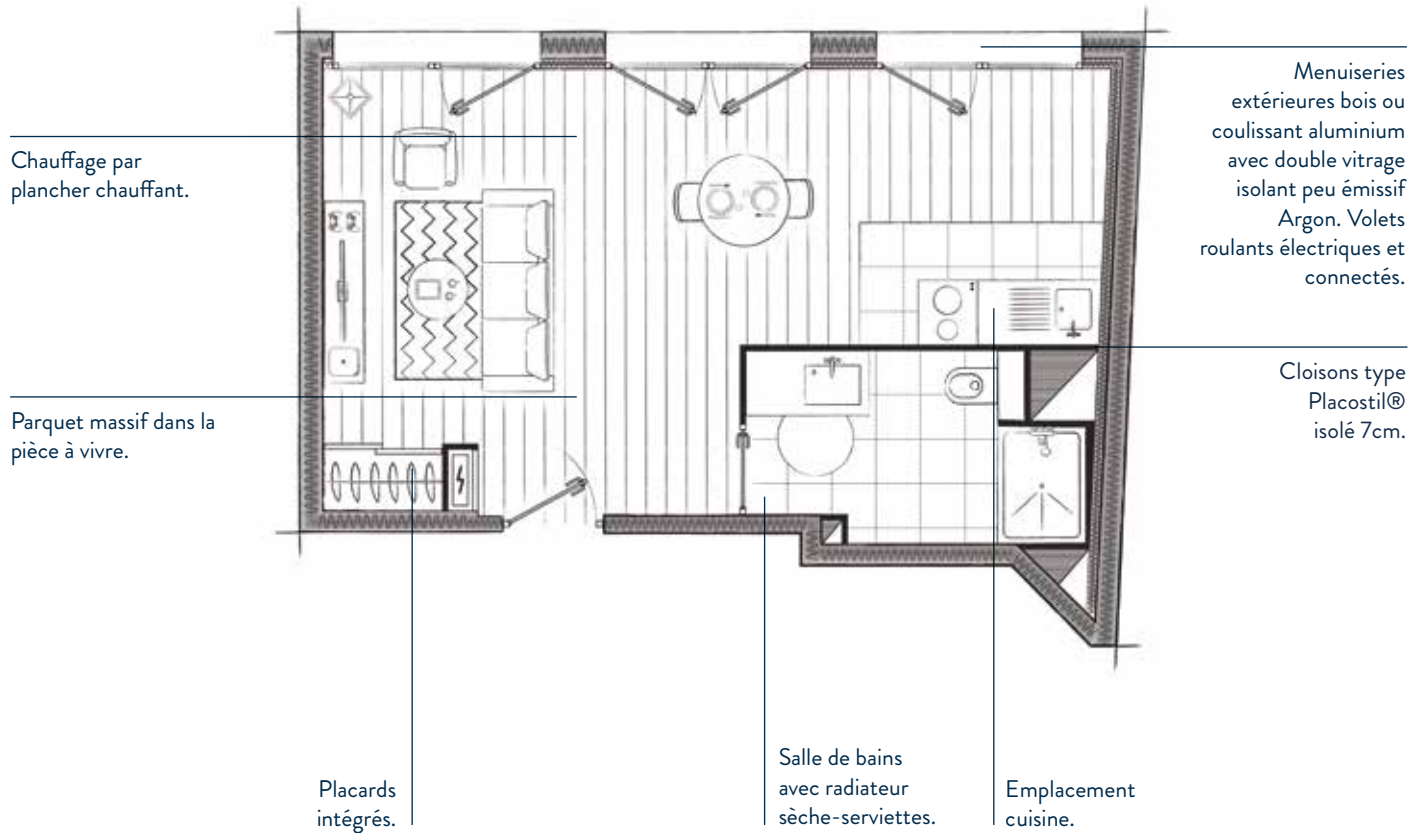 Chauffage par
plancher chauffant.
Parquet massif dans la
pièce à vivre.
Menuiseries
extérieures bois ou
coulissant aluminium
avec double vitrage
isolant peu émissif
Argon. Volets
roulants électriques et
connectés.
Cloisons type
Placostil®
isolé 7cm.
Placards
intégrés.
Salle de bains
avec radiateur
sèche-serviettes.
Emplacement
cuisine.